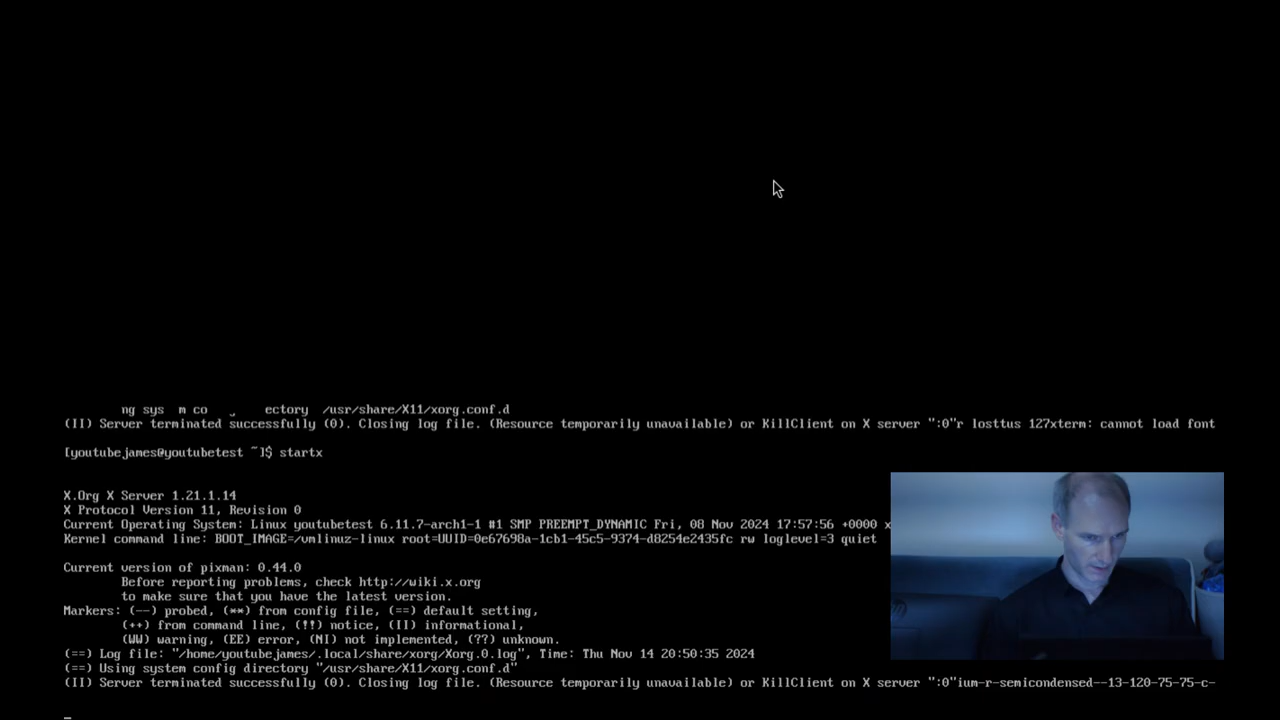 ng sys m co ectory /usr/share/X11/xorg.conf.d
(II) Server terminated successfully (0). Closing log file. (Resource temporarily unavailable) or KillClient on X server ":0"r losttus 127xterm: cannot load font
[youtubejames@youtubetest ~]$ startx
X.Org X Server 1.21.1.14
X Protocol Version 11, Revision 0
Current Operating System: Linux youtubetest 6.11.7-arch1-1 #1 SMP PREEMPT_DYNAMIC Fri, 08 Nov 2024 17:57:56 +0000 x
Kernel command line: BOOT_IMAGE=/vmlinuz-linux root=UUID=0e67698a-1cb1-45c5-9374-d8254e2435fc rw loglevel=3 quiet
Current version of pixman: 0.44.0
Before reporting problems, check http://wiki.x.org
to make sure that you have the latest version.
Markers: (--) probed, (**) from config file, (==) default setting,
(++) from command line, (!!) notice, (II) informational,
(WW) warning, (EE) error, (NI) not implemented, (??) unknown.
(==) Log file: "/home/youtubejames/.local/share/xorg/Xorg.0.log", Time: Thu Nov 14 20:50:35 2024
(==) Using system config directory "/usr/share/X11/xorg.conf.d"
(II) Server terminated successfully (0). Closing log file. (Resource temporarily unavailable) or KillClient on X server ":0"ium-r-semicondensed--13-120-75-75-c-